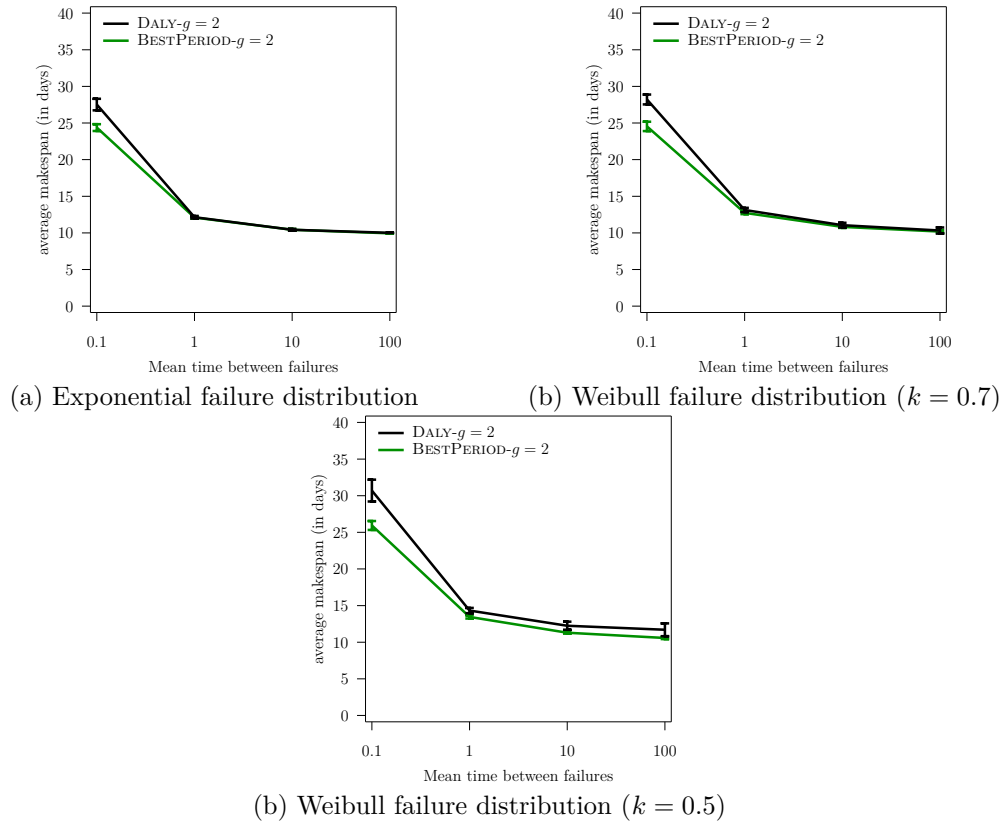 DALY-g = 2
BESTPERIOD-g = 2
average makespan (in days)
40
35
30
25
20
15
10
5
0
0.1 1 10 100
Mean time between failures
(a) Exponential failure distribution
DALY-g = 2
BESTPERIOD-g = 2
average makespan (in days)
40
35
30
25
20
15
10
5
0
0.1 1 10 100
Mean time between failures
(b) Weibull failure distribution (k = 0.7)
DALY-g = 2
BESTPERIOD-g = 2
average makespan (in days)
40
35
30
25
20
15
10
5
0
0.1 1 10 100
Mean time between failures
(b) Weibull failure distribution (k = 0.5)